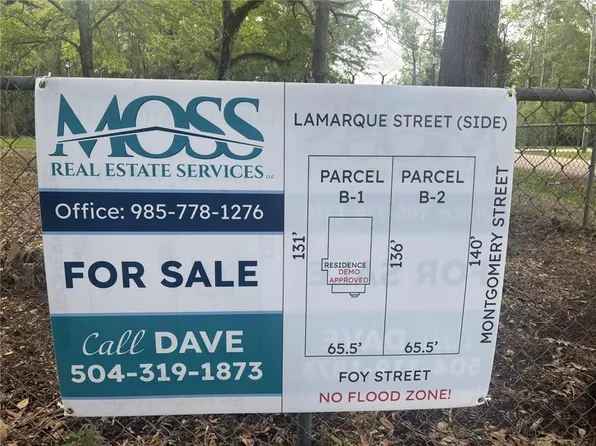 MOSS
REAL ESTATE SERVICES LLC
Office: 985-778-1276
FOR SALE
Call DAVE
504-319-1873
LAMARQUE STREET (SIDE)
PARCEL B-1
PARCEL B-2
131'
136'
140'
MONTGOMERY STREET
RESIDENCE
DEMO
APPROVED
65.5'
65.5'
FOY STREET
NO FLOOD ZONE!